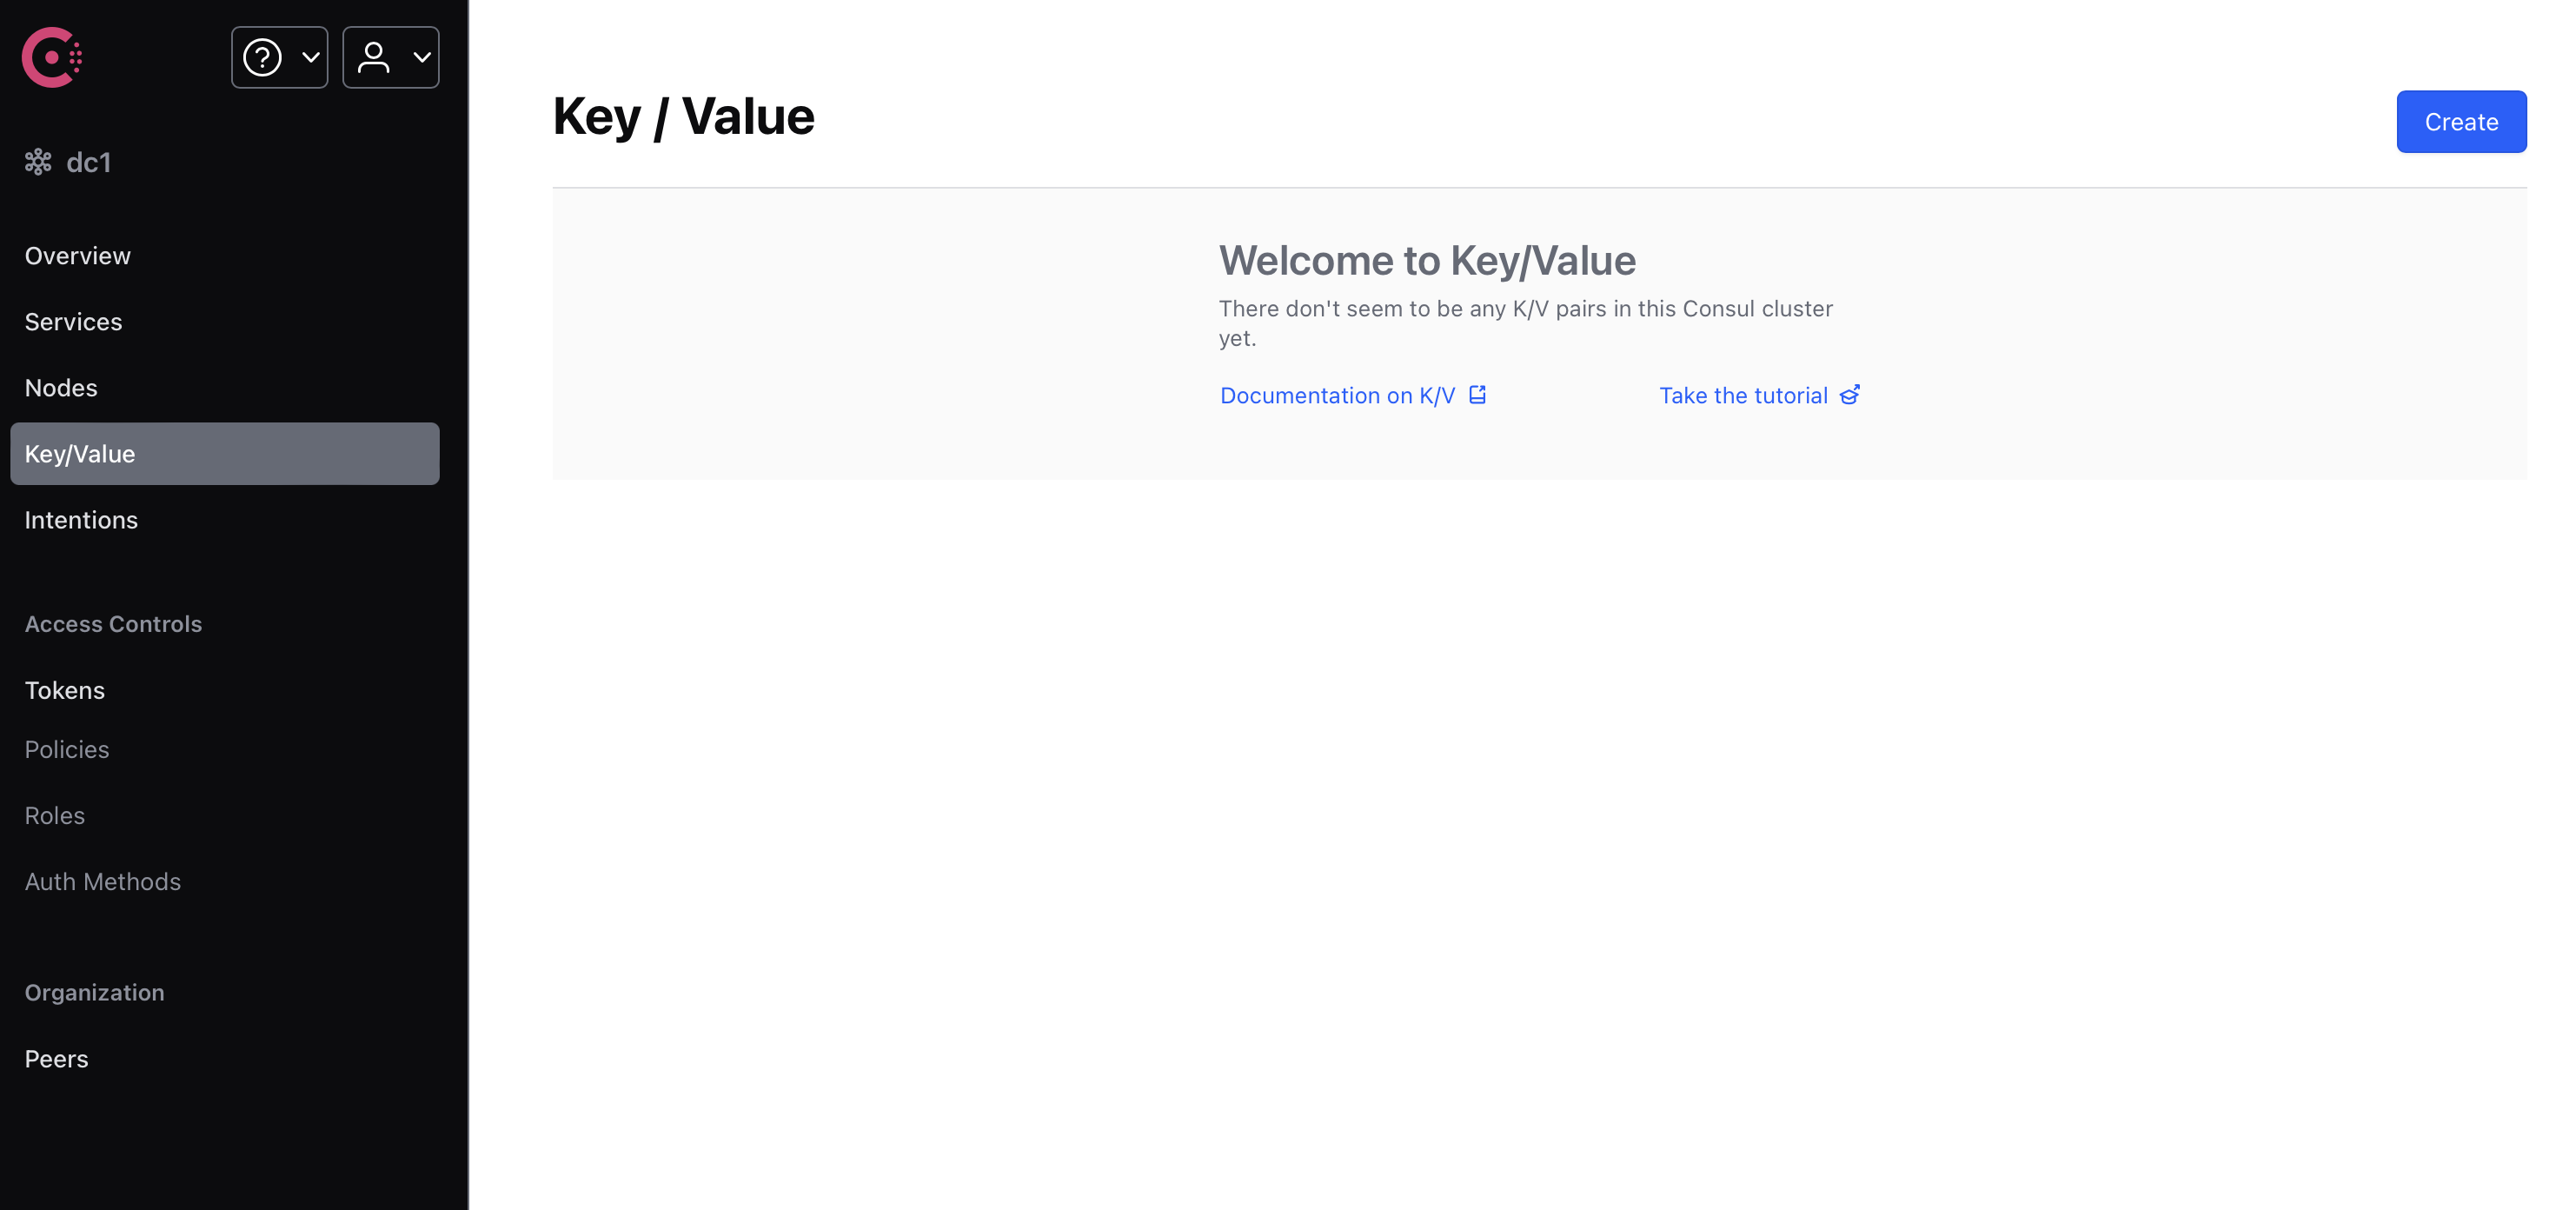 dc1
Overview
Services
Nodes
Key/Value
Intentions
Access Controls
Tokens
Policies
Roles
Auth Methods
Organization
Peers
Key / Value
Create
Welcome to Key/Value
There don't seem to be any K/V pairs in this Consul cluster
yet.
Documentation on K/V
Take the tutorial